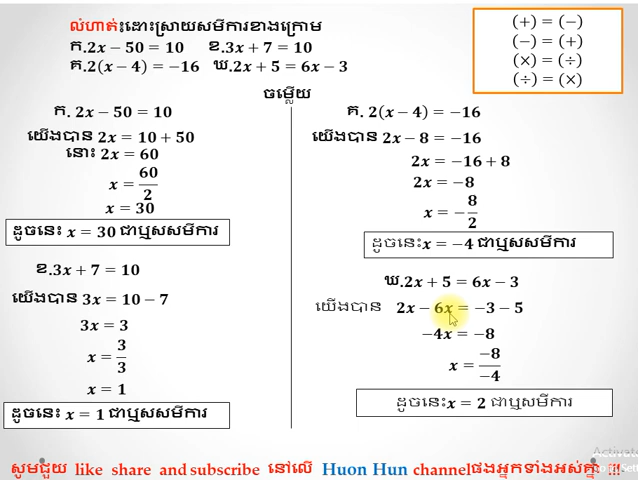 លំហាត់៖ដោះស្រាយសមីការខាងក្រោម
ក.2x − 50 = 10 ខ.3x + 7 = 10
គ.2(x − 4) = −16 ឃ.2x + 5 = 6x − 3
(+) = (−)
(−) = (+)
(×) = (÷)
(÷) = (×)
ចម្លើយ
ក. 2x − 50 = 10
យើងបាន 2x = 10 + 50
នោះ 2x = 60
x = 60/2
x = 30
ដូចនេះ x = 30 ជាឬសសមីការ
ខ.3x + 7 = 10
យើងបាន 3x = 10 − 7
3x = 3
x = 3/3
x = 1
ដូចនេះ x = 1 ជាឬសសមីការ
គ. 2(x − 4) = −16
យើងបាន 2x − 8 = −16
2x = −16 + 8
2x = −8
x = −8/2
ដូចនេះx = −4 ជាឬសសមីការ
ឃ.2x + 5 = 6x − 3
យើងបាន 2x − 6x = −3 − 5
−4x = −8
x = −8/−4
ដូចនេះx = 2 ជាឬសសមីការ
សូមជួយ like share and subscribe នៅលើ Huon Hun channelផងអ្នកទាំងអស់គ្នា !!!